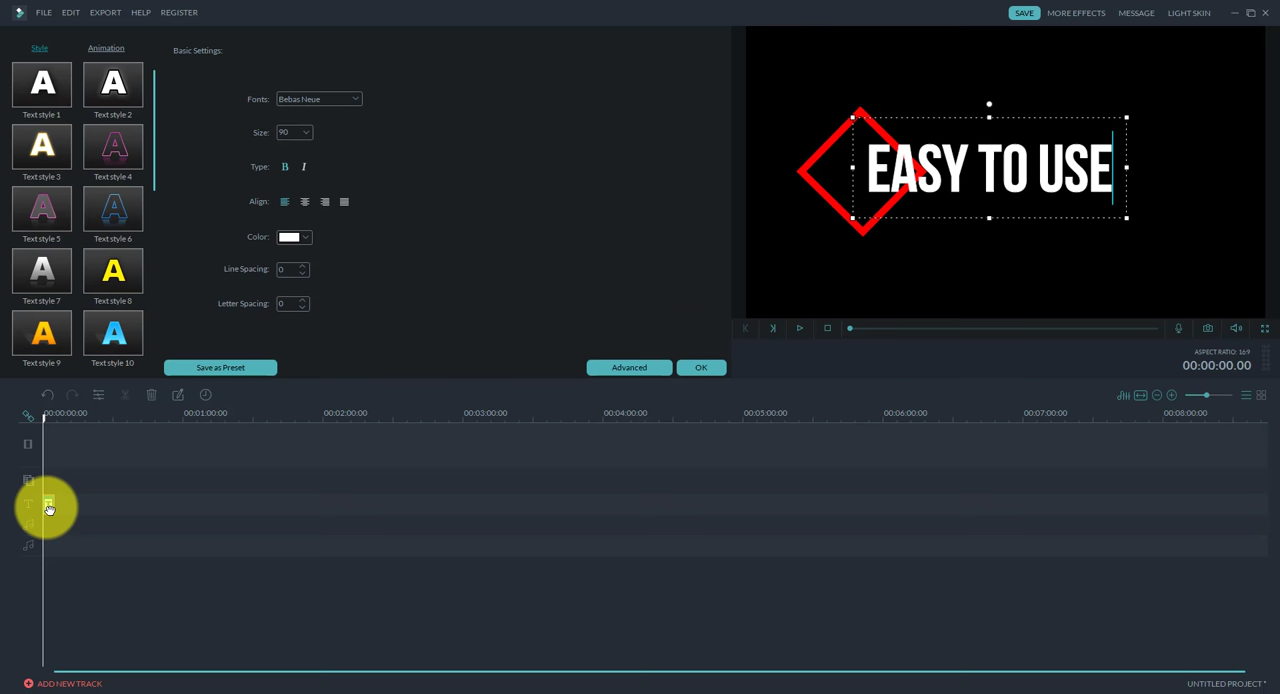 FILE EDIT EXPORT HELP REGISTER SAVE MORE EFFECTS MESSAGE LIGHT SKIN
Style Animation Basic Settings:
A A
Text style 1 Text style 2
Fonts: Bebas Neue
A A
Text style 3 Text style 4
Size: 90
Type: B I
A A
Text style 5 Text style 6
Align:
Color:
A A
Text style 7 Text style 8
Line Spacing: 0
Letter Spacing: 0
A A
Text style 9 Text style 10
Save as Preset Advanced OK
EASY TO USE
ASPECT RATIO: 16:9
00:00:00.00
00:00:00:00 00:01:00:00 00:02:00:00 00:03:00:00 00:04:00:00 00:05:00:00 00:06:00:00 00:07:00:00 00:08:00:00
T
ADD NEW TRACK UNTITLED PROJECT *